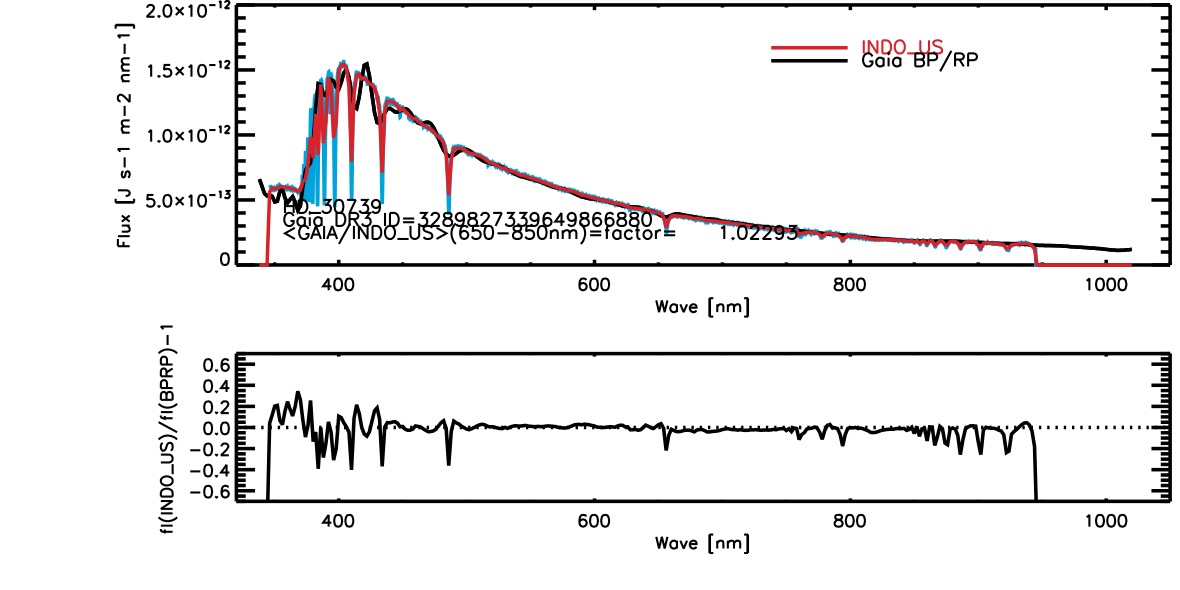 2.0×10−12
1.5×10−12
1.0×10−12
5.0×10−13
0
Flux [J s−1 m−2 nm−1]
INDO_US
Gaia BP/RP
HD_30739
Gaia DR3 ID=3289827339649866880
<GAIA/INDO_US>(650−850nm)=factor= 1.02293
400 600 800 1000
Wave [nm]
fl(INDO_US)/fl(BPRP)−1
0.6
0.4
0.2
0.0
−0.2
−0.4
−0.6
400 600 800 1000
Wave [nm]